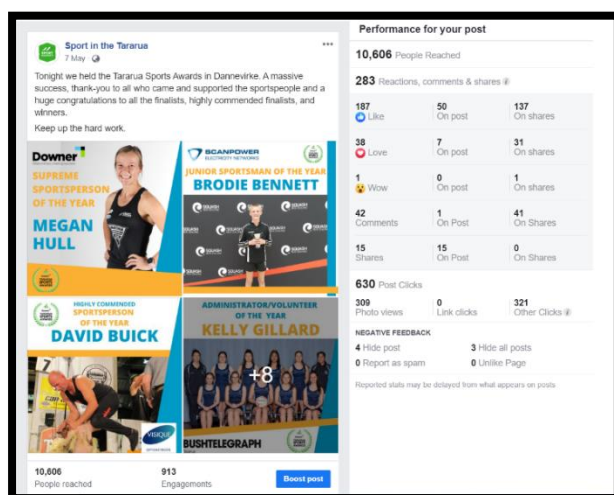 Sport in the Tararua
7 May
Tonight we held the Tararua Sports Awards in Dannevirke. A massive
success, thank-you to all who came and supported the sportspeople and a
huge congratulations to all the finalists, highly commended finalists, and
winners.
Keep up the hard work.
Downer
SUPREME
SPORTSPERSON
OF THE YEAR
MEGAN
HULL
SCANPOWER
ELECTRICITY NETWORKS
JUNIOR SPORTSMAN OF THE YEAR
BRODIE BENNETT
HIGHLY COMMENDED
SPORTSPERSON
OF THE YEAR
DAVID BUICK
VISIQUE
ADMINISTRATOR/VOLUNTEER
OF THE YEAR
KELLY GILLARD
+8
BUSHTELEGRAPH
10,606
People reached
913
Engagements
Boost post
Performance for your post
10,606 People Reached
283 Reactions, comments & shares
187 50 137
Like On post On shares
38 7 31
Love On post On shares
1 0 1
Wow On post On shares
42 1 41
Comments On Post On Shares
15 15 0
Shares On Post On Shares
630 Post Clicks
309 0 321
Photo views Link clicks Other Clicks
NEGATIVE FEEDBACK
4 Hide post 3 Hide all posts
0 Report as spam 0 Unlike Page
Reported stats may be delayed from what appears on posts